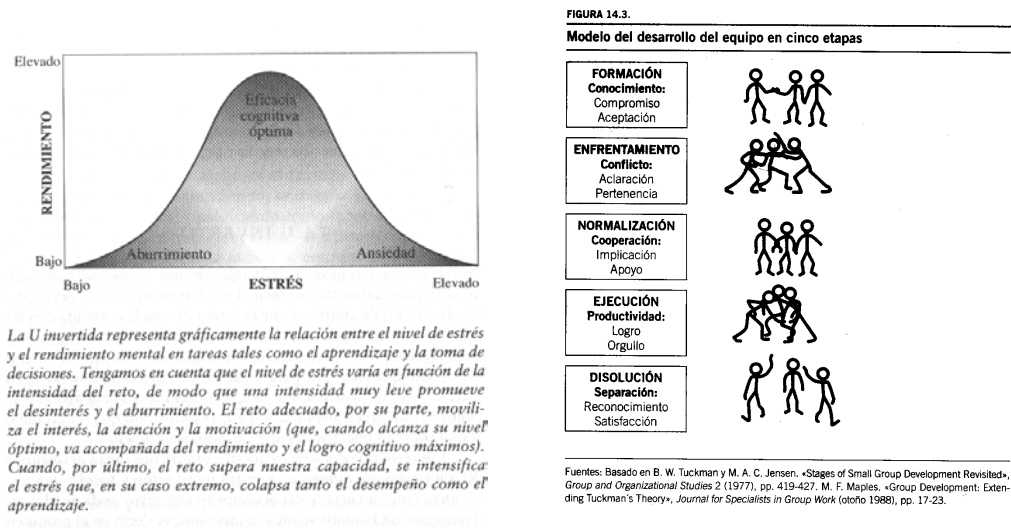 Elevado
RENDIMIENTO
Eficacia
cognitiva
óptima
Aburrimiento
Ansiedad
Bajo
Bajo
ESTRÉS
Elevado
La U invertida representa gráficamente la relación entre el nivel de estrés
y el rendimiento mental en tareas tales como el aprendizaje y la toma de
decisiones. Tengamos en cuenta que el nivel de estrés varía en función de la
intensidad del reto, de modo que una intensidad muy leve promueve
el desinterés y el aburrimiento. El reto adecuado, por su parte, movili-
za el interés, la atención y la motivación (que, cuando alcanza su nivel
óptimo, va acompañada del rendimiento y el logro cognitivo máximos).
Cuando, por último, el reto supera nuestra capacidad, se intensifica
el estrés que, en su caso extremo, colapsa tanto el desempeño como el
aprendizaje.
FIGURA 14.3.
Modelo del desarrollo del equipo en cinco etapas
FORMACIÓN
Conocimiento:
Compromiso
Aceptación
ENFRENTAMIENTO
Conflicto:
Aclaración
Pertenencia
NORMALIZACIÓN
Cooperación:
Implicación
Apoyo
EJECUCIÓN
Productividad:
Logro
Orgullo
DISOLUCIÓN
Separación:
Reconocimiento
Satisfacción
Fuentes: Basado en B. W. Tuckman y M. A. C. Jensen. «Stages of Small Group Development Revisited»,
Group and Organizational Studies 2 (1977), pp. 419-427. M. F. Maples. «Group Development: Exten-
ding Tuckman's Theory», Journal for Specialists in Group Work (otoño 1988), pp. 17-23.